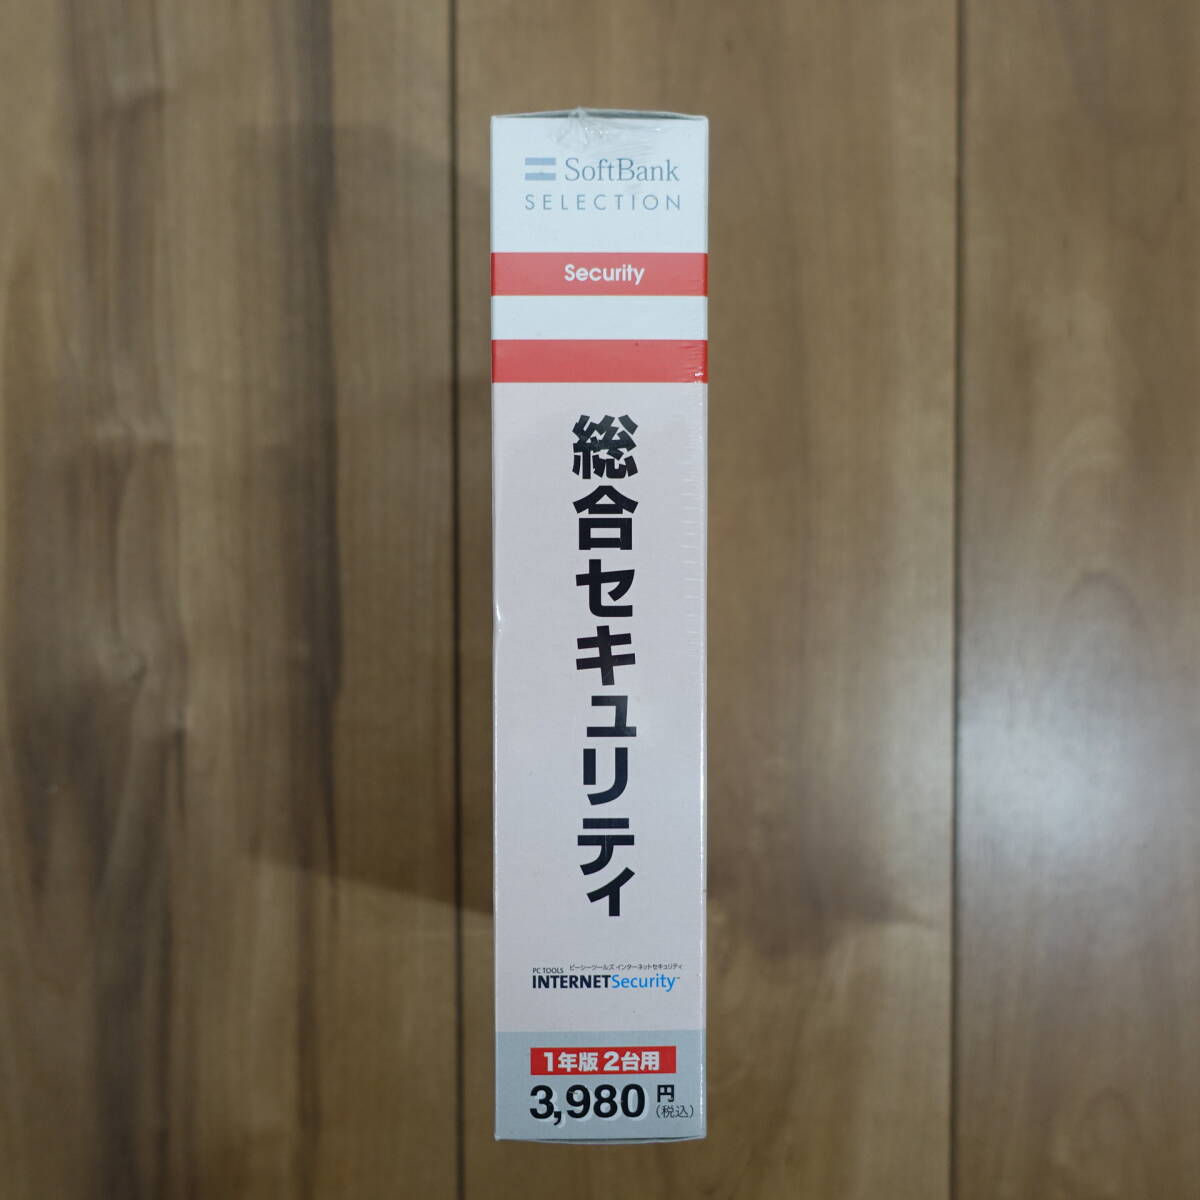 SoftBank
SELECTION
Security
総合セキュリティ
PC TOOLS ピーシーツールズ インターネットセキュリティ
INTERNETSecurity™
1年版 2台用
3,980円(税込)